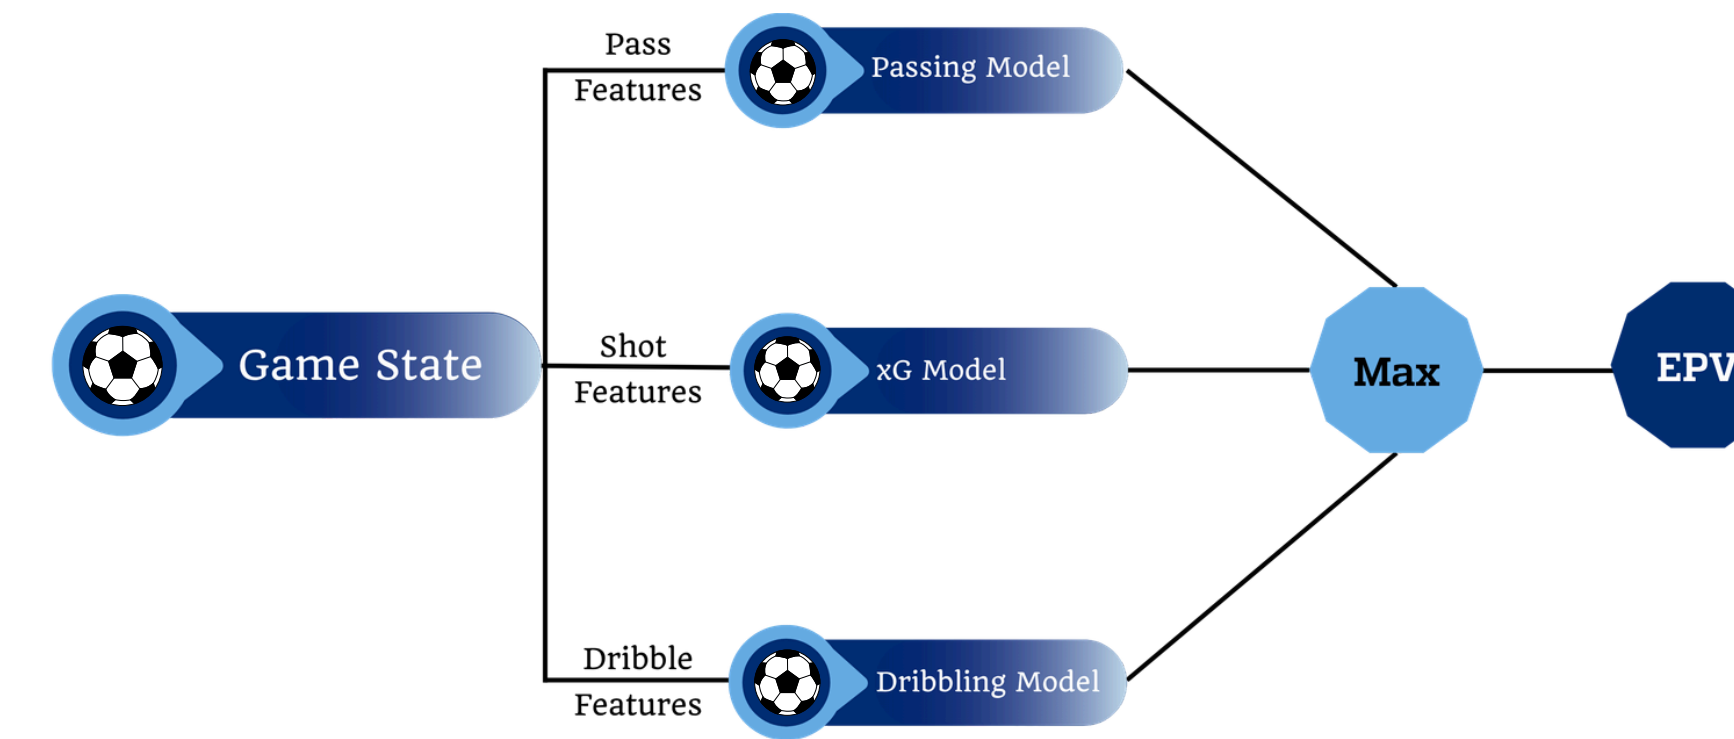 Pass
Features
Passing Model
Game State
Shot
Features
xG Model
Max
EPV
Dribble
Features
Dribbling Model